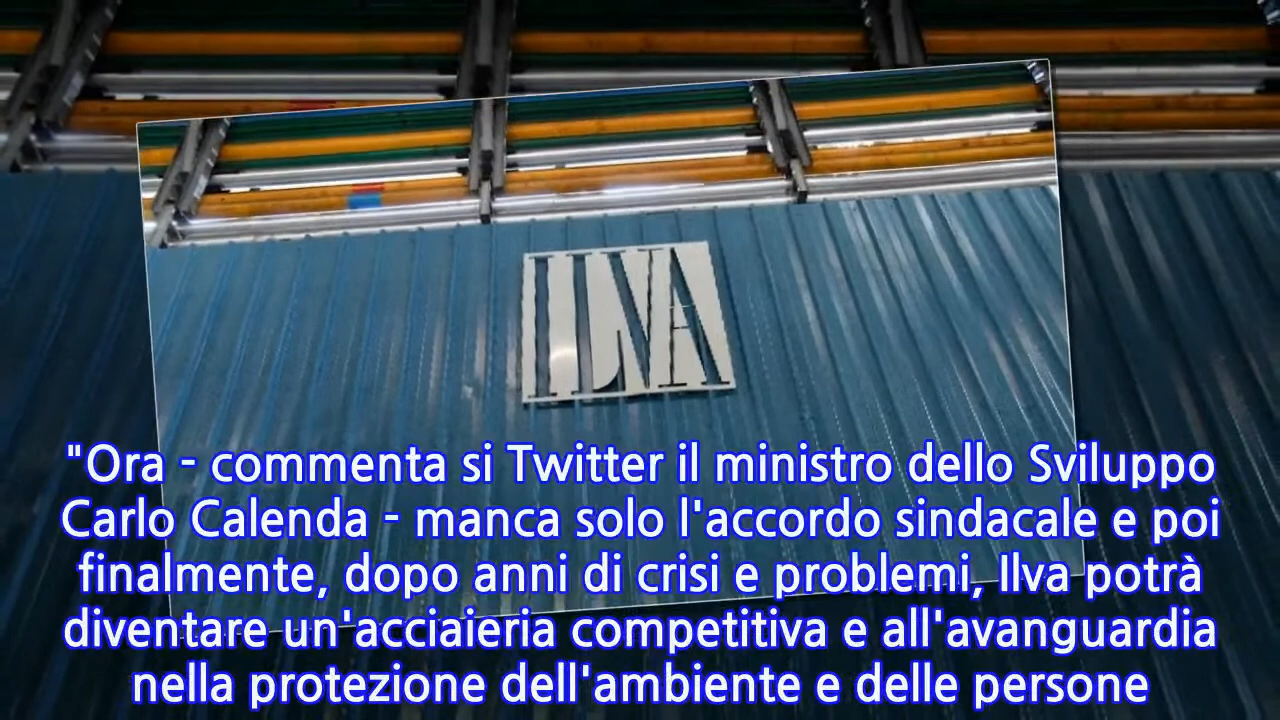 ILVA
"Ora - commenta si Twitter il ministro dello Sviluppo
Carlo Calenda - manca solo l'accordo sindacale e poi
finalmente, dopo anni di crisi e problemi, Ilva potrà
diventare un'acciaieria competitiva e all'avanguardia
nella protezione dell'ambiente e delle persone